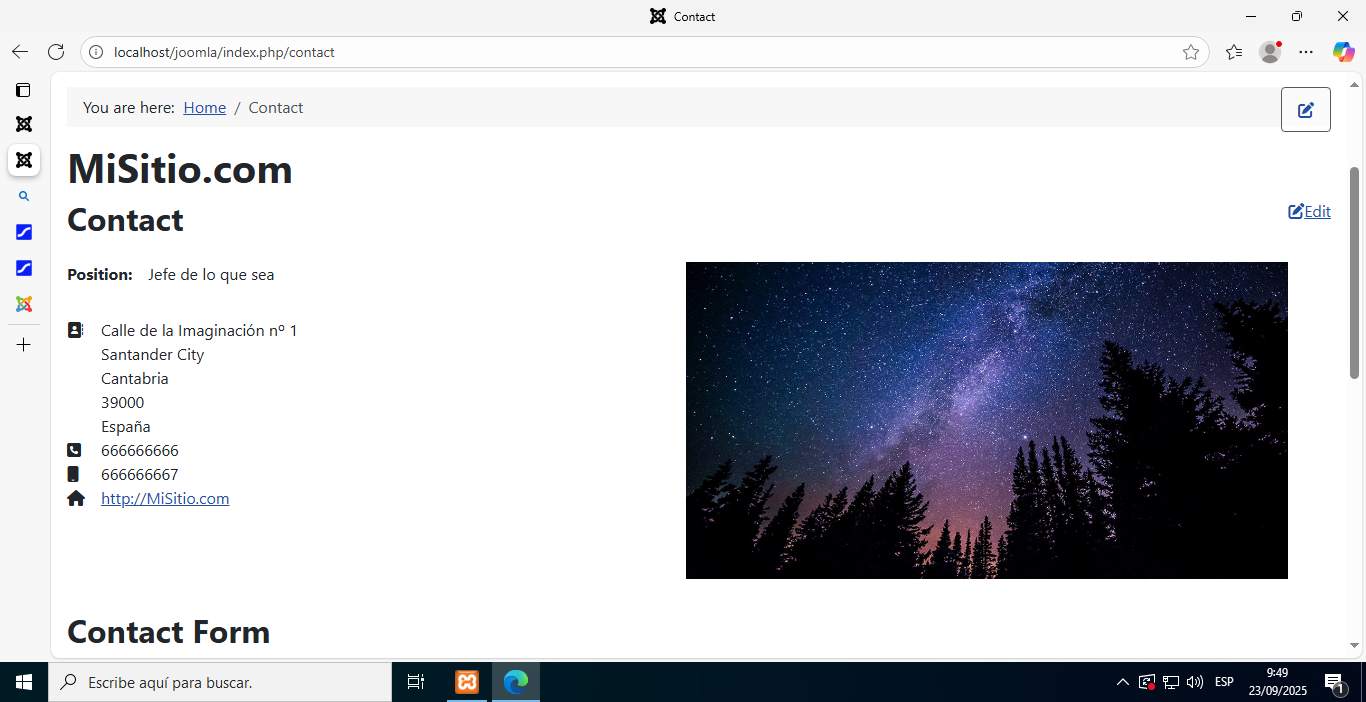 Contact
localhost/joomla/index.php/contact
You are here: Home / Contact
MiSitio.com
Contact
Edit
Position: Jefe de lo que sea
Calle de la Imaginación nº 1
Santander City
Cantabria
39000
España
666666666
666666667
http://MiSitio.com
Contact Form
Escribe aquí para buscar.
ESP
9:49
23/09/2025
1